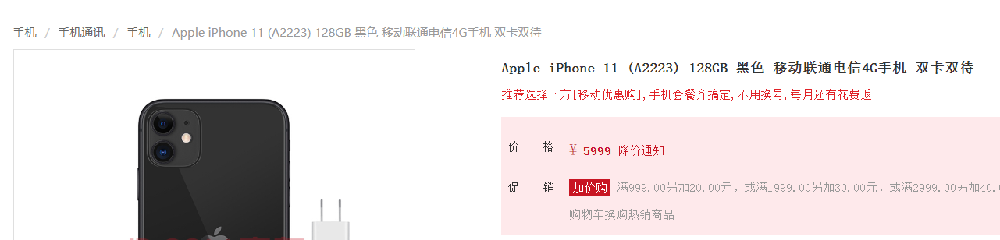 手机 / 手机通讯 / 手机 / Apple iPhone 11 (A2223) 128GB 黑色 移动联通电信4G手机 双卡双待
Apple iPhone 11 (A2223) 128GB 黑色 移动联通电信4G手机 双卡双待
推荐选择下方[移动优惠购],手机套餐齐搞定,不用换号,每月还有花费返
价 格 ¥ 5999 降价通知
促 销 加价购 满999.00另加20.00元，或满1999.00另加30.00元，或满2999.00另加40.0
购物车换购热销商品